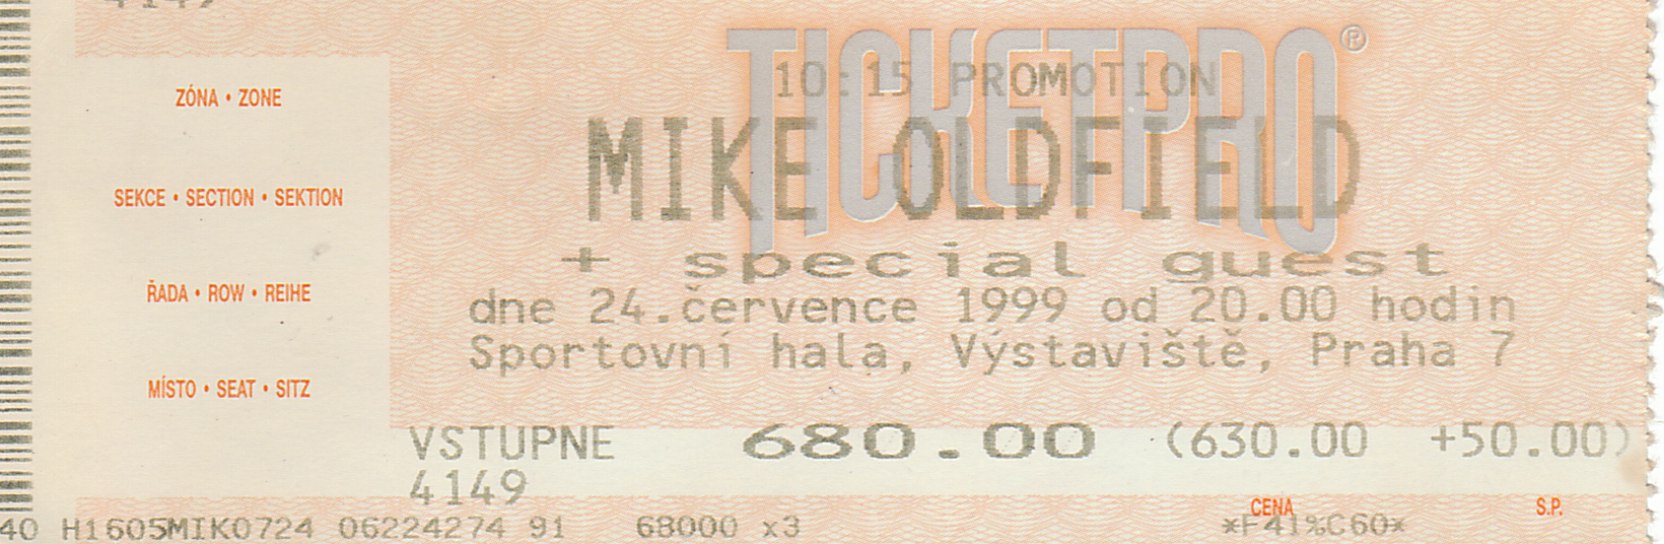 4149
TICKETPRO®
10:15 PROMOTION
MIKE OLDFIELD
+ special guest
dne 24.července 1999 od 20.00 hodin
Sportovní hala, Výstaviště, Praha 7
ZÓNA • ZONE
SEKCE • SECTION • SEKTION
ŘADA • ROW • REIHE
MÍSTO • SEAT • SITZ
VSTUPNE 680.00 (630.00 +50.00)
4149
CENA S.P.
40 H1605MIK0724 06224274 91 68000 x3 *F41%C60*